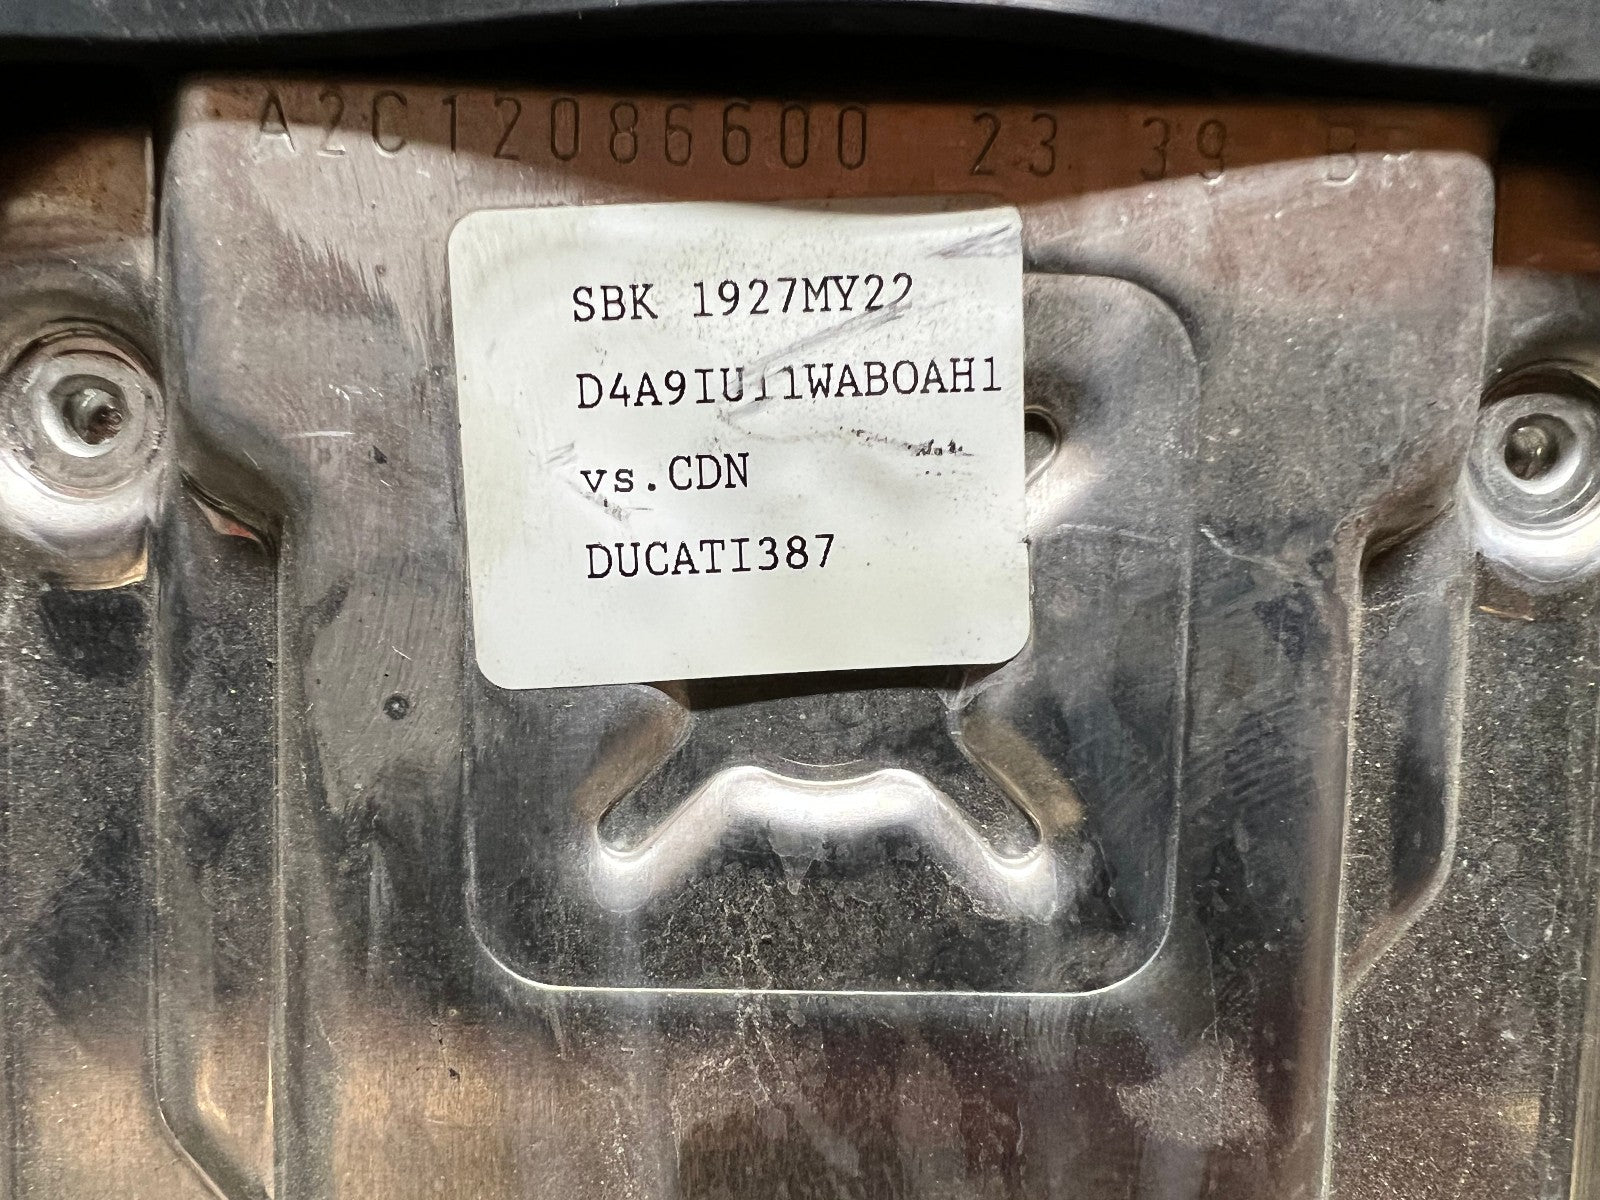 A2C12086600 23 39
SBK 1927MY22
D4A9IU11WABOAH1
vs.CDN
DUCATI387